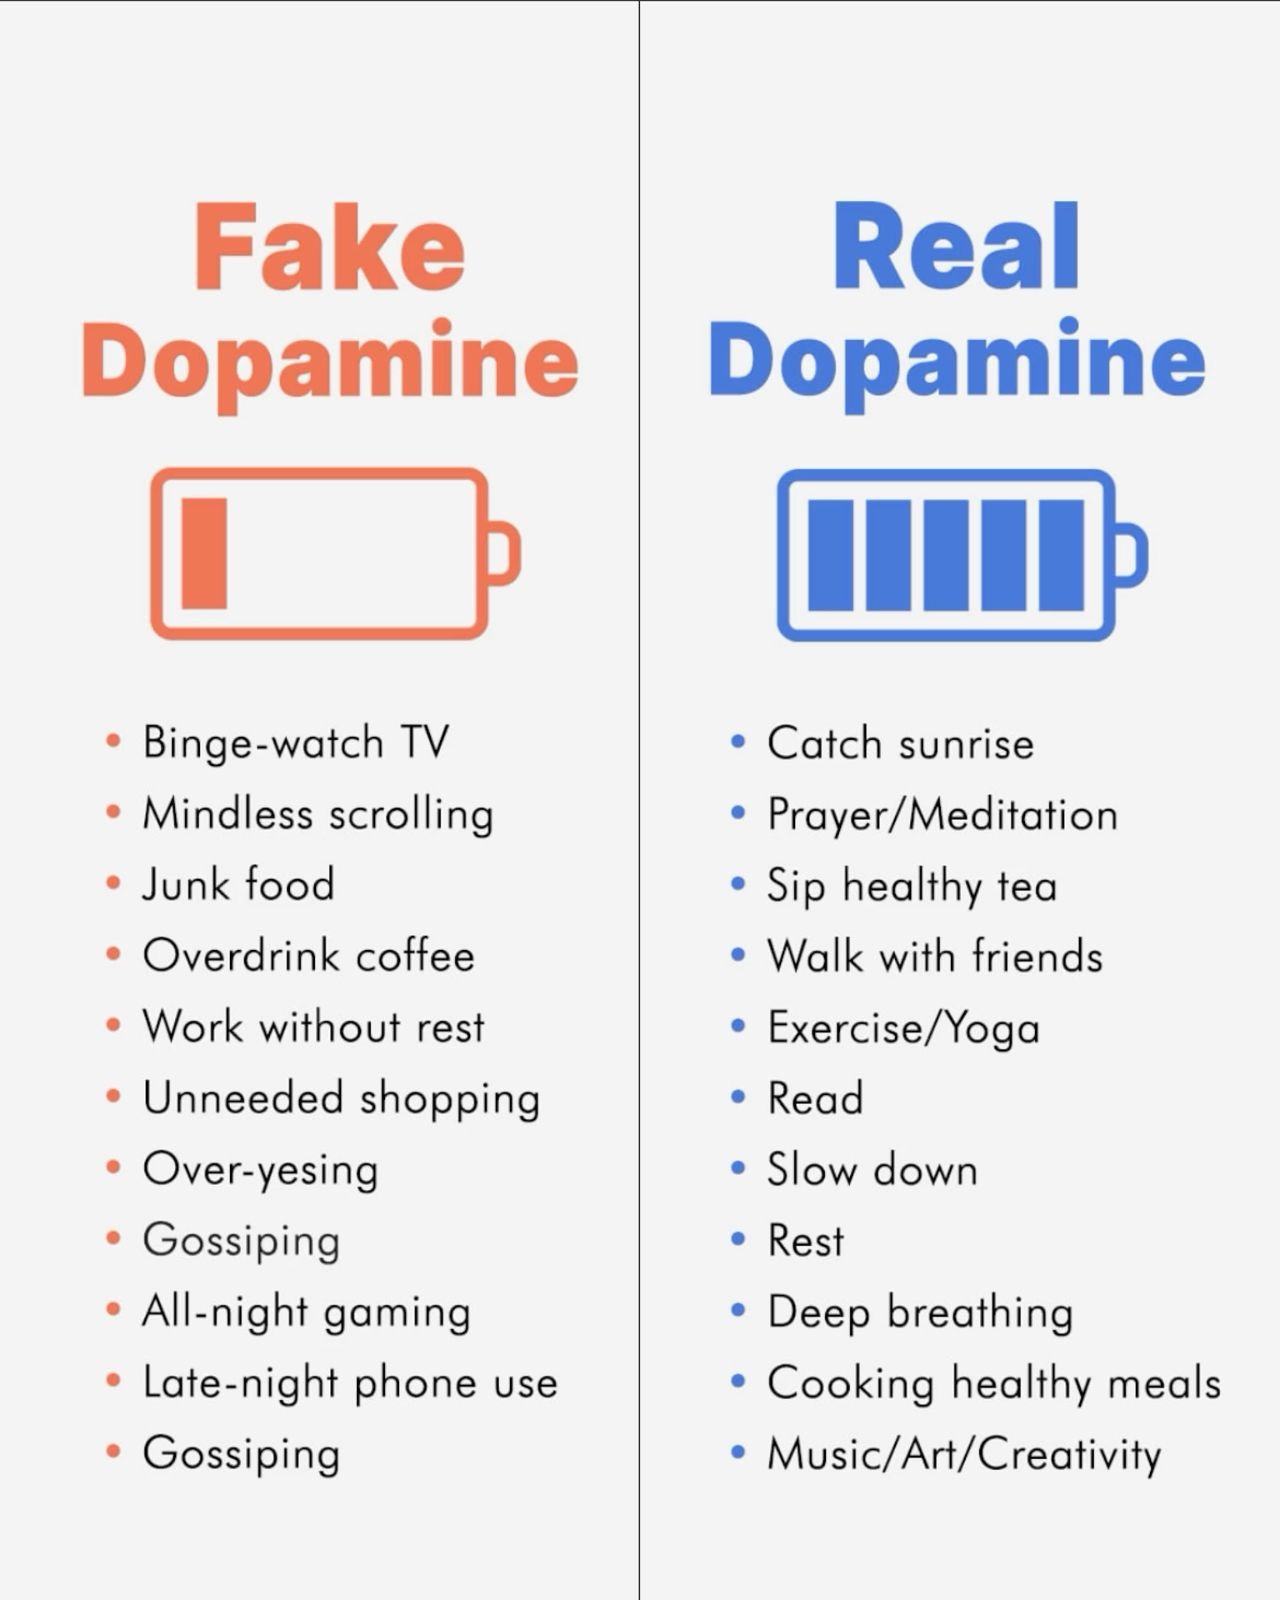 Fake
Dopamine
• Binge-watch TV
• Mindless scrolling
• Junk food
• Overdrink coffee
• Work without rest
• Unneeded shopping
• Over-yesing
• Gossiping
• All-night gaming
• Late-night phone use
• Gossiping
Real
Dopamine
• Catch sunrise
• Prayer/Meditation
• Sip healthy tea
• Walk with friends
• Exercise/Yoga
• Read
• Slow down
• Rest
• Deep breathing
• Cooking healthy meals
• Music/Art/Creativity